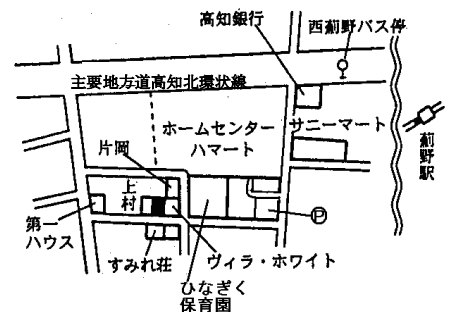 高知銀行
西薊野バス停
主要地方道高知北環状線
ホームセンター
ハマート
サニーマート
薊野駅
片岡
上村
第一
ハウス
すみれ荘
ヴィラ・ホワイト
ひなぎく
保育園
P